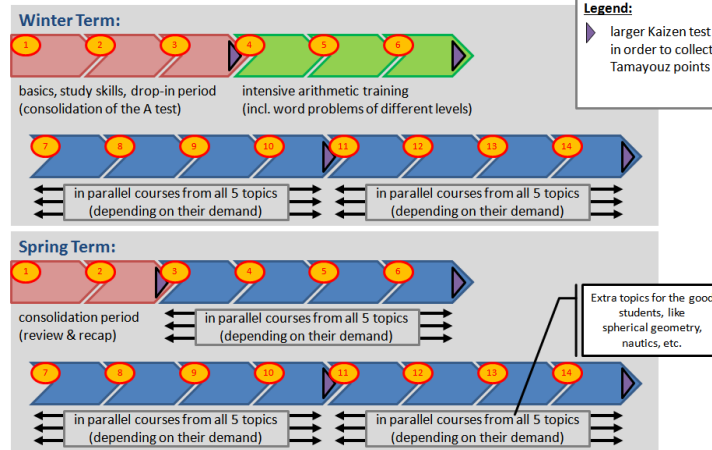 Winter Term:
1 2 3 4 5 6
basics, study skills, drop-in period
(consolidation of the A test)
intensive arithmetic training
(incl. word problems of different levels)
Legend:
larger Kaizen test
in order to collect
Tamayouz points
7 8 9 10 11 12 13 14
in parallel courses from all 5 topics
(depending on their demand)
in parallel courses from all 5 topics
(depending on their demand)
Spring Term:
1 2 3 4 5 6
consolidation period
(review & recap)
in parallel courses from all 5 topics
(depending on their demand)
Extra topics for the good
students, like
spherical geometry,
nautics, etc.
7 8 9 10 11 12 13 14
in parallel courses from all 5 topics
(depending on their demand)
in parallel courses from all 5 topics
(depending on their demand)